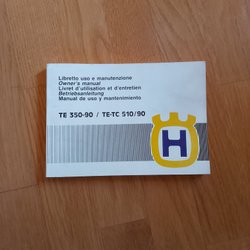 Libretto uso e manutenzione
Owner's manual
Livret d'utilisation et d'entretien
Betriebsanleitung
Manual de uso y mantenimiento
TE 350-90 / TE-TC 510/90
H